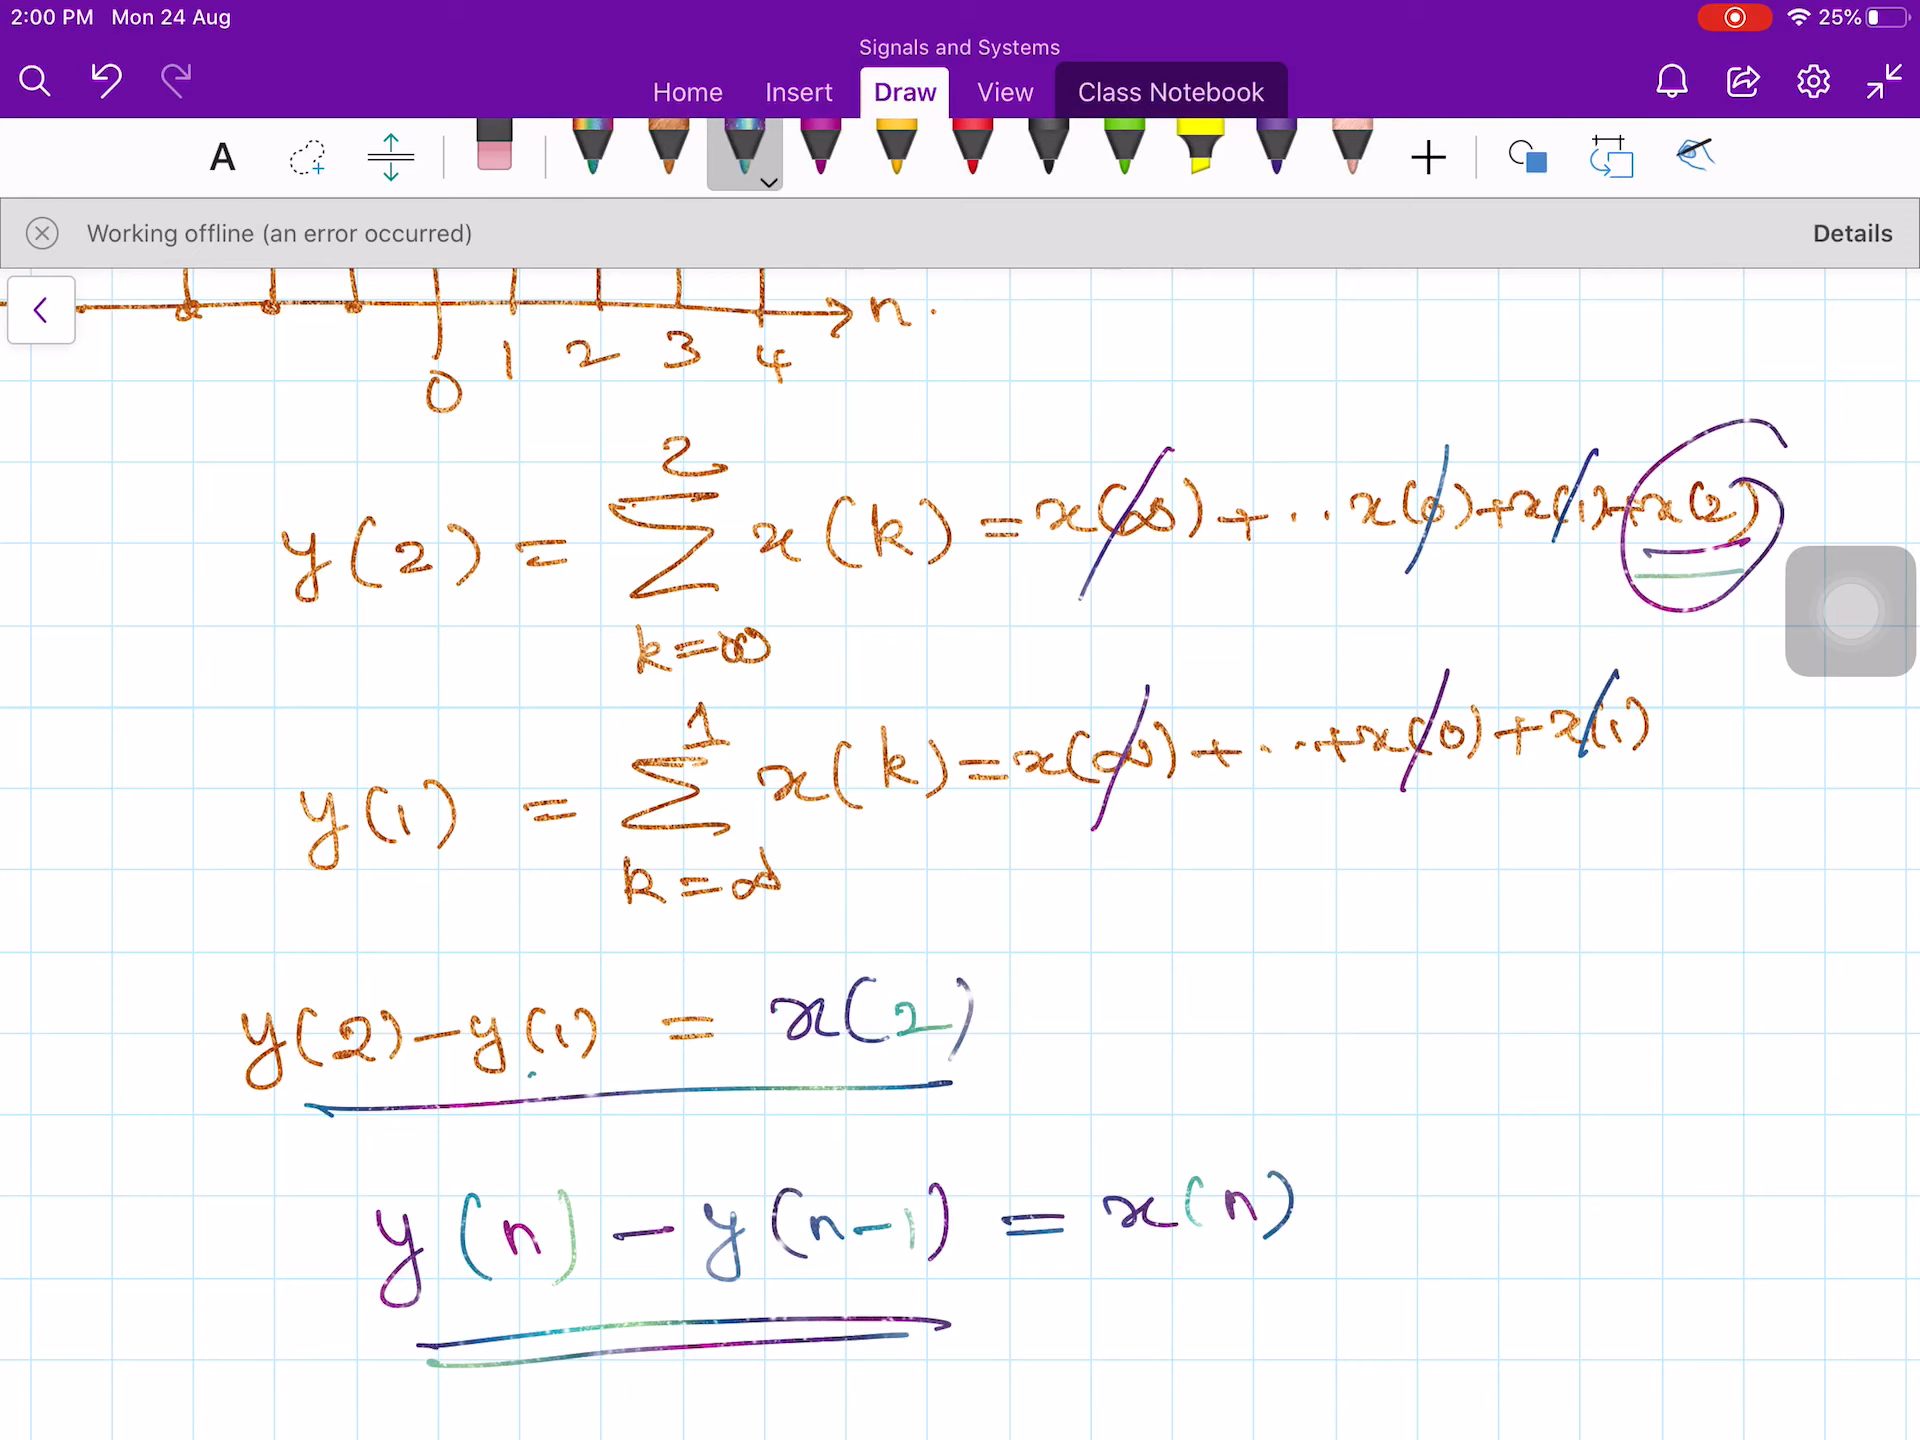 2:00 PM Mon 24 Aug 25%
Signals and Systems
Home Insert Draw View Class Notebook
A
Working offline (an error occurred) Details
n.
0 1 2 3 4
2
y(2) = Σ x(k) = x(∞) + .. x(0) + x(1) + x(2)
k=∞
1
y(1) = Σ x(k) = x(∞) + ... + x(0) + x(1)
k=∞
y(2) - y(1) = x(2)
y(n) - y(n-1) = x(n)